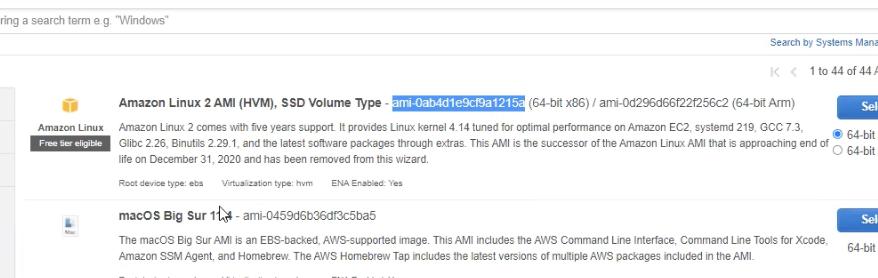 ring a search term e.g. "Windows"
Search by Systems Mana
1 to 44 of 44 A
Amazon Linux 2 AMI (HVM), SSD Volume Type - ami-0ab4d1e9cf9a1215a (64-bit x86) / ami-0d296d66f22f256c2 (64-bit Arm)
Sel
Amazon Linux
Free tier eligible
Amazon Linux 2 comes with five years support. It provides Linux kernel 4.14 tuned for optimal performance on Amazon EC2, systemd 219, GCC 7.3,
Glibc 2.26, Binutils 2.29.1, and the latest software packages through extras. This AMI is the successor of the Amazon Linux AMI that is approaching end of
life on December 31, 2020 and has been removed from this wizard.
64-bit
64-bit
Root device type: ebs Virtualization type: hvm ENA Enabled: Yes
Mac
macOS Big Sur - ami-0459d6b36df3c5ba5
Sel
The macOS Big Sur AMI is an EBS-backed, AWS-supported image. This AMI includes the AWS Command Line Interface, Command Line Tools for Xcode,
Amazon SSM Agent, and Homebrew. The AWS Homebrew Tap includes the latest versions of multiple AWS packages included in the AMI.
64-bit